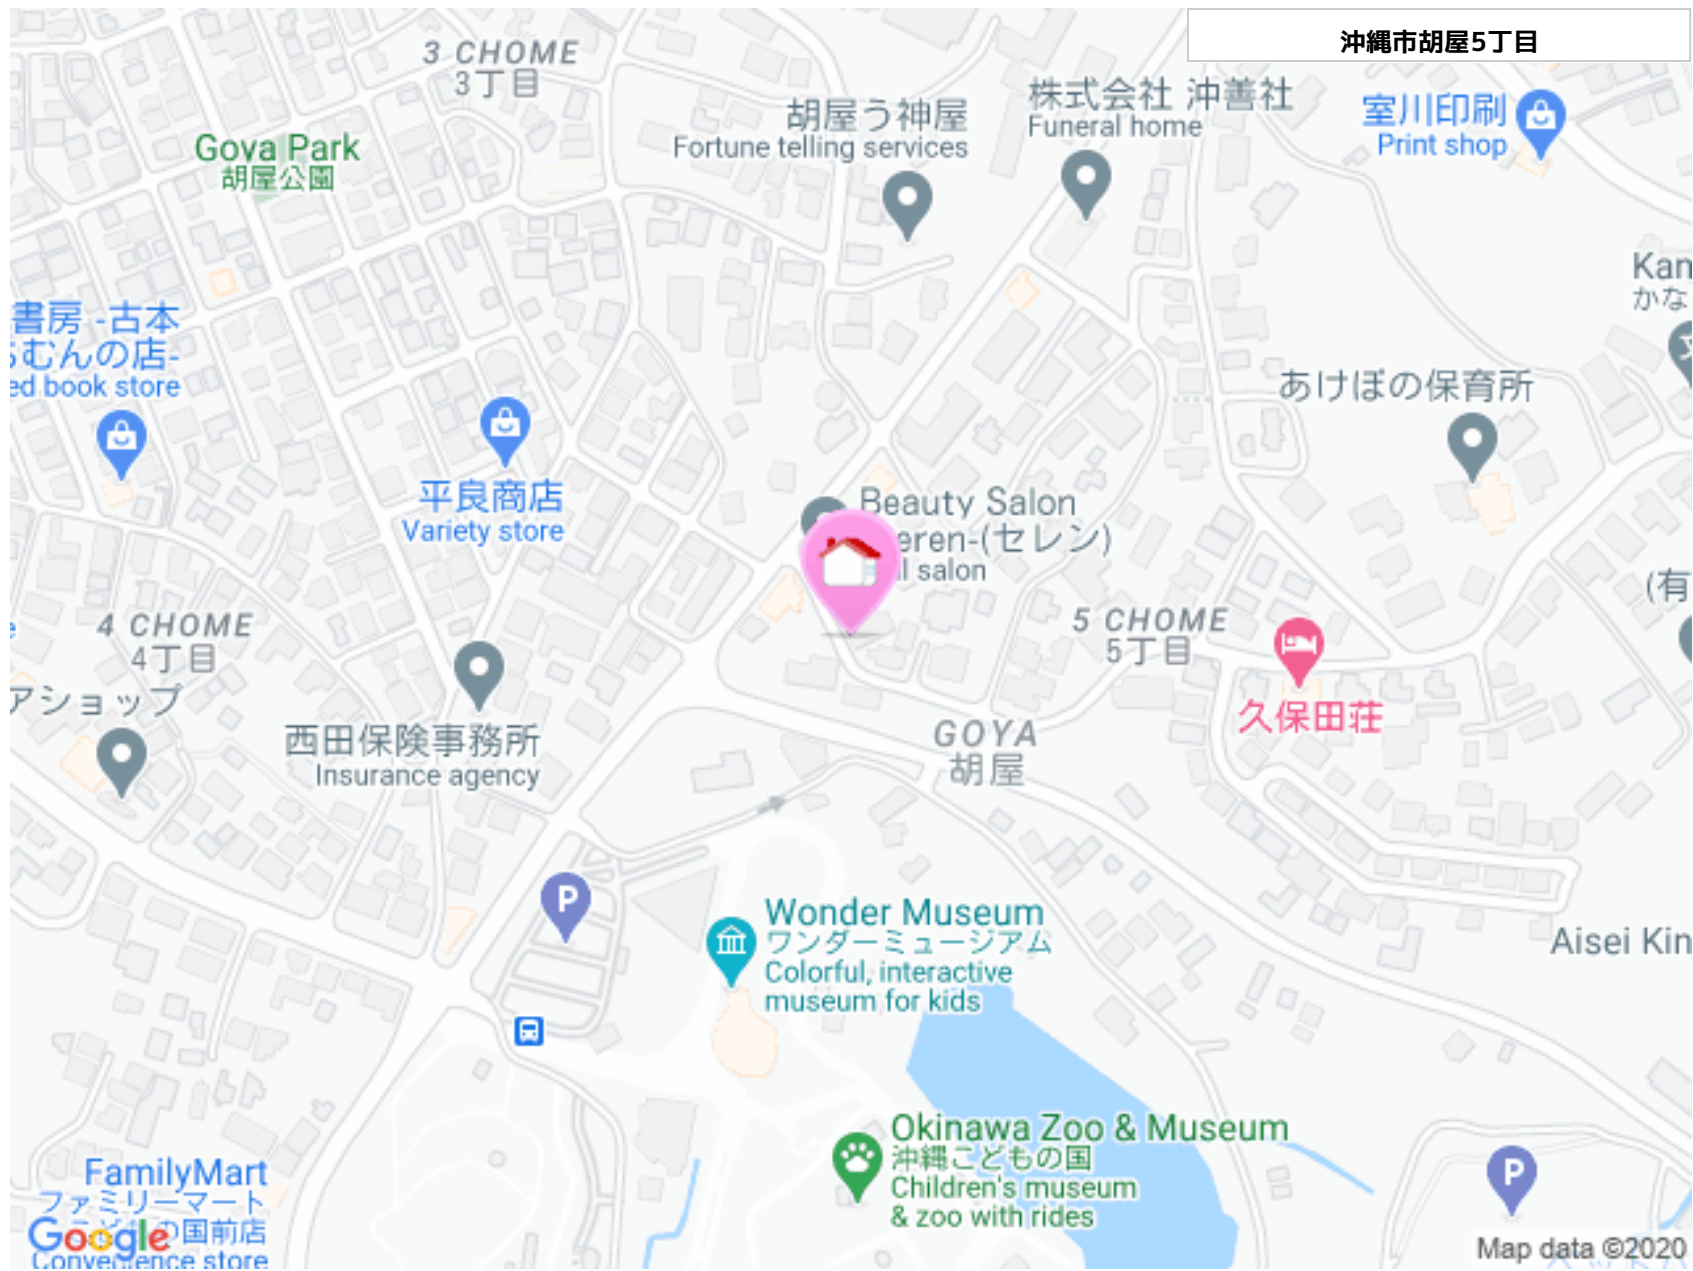 沖縄市胡屋5丁目
3 CHOME
3丁目
胡屋う神屋
Fortune telling services
株式会社 沖善社
Funeral home
室川印刷
Print shop
Goya Park
胡屋公園
書房 -古本
むんの店-
ed book store
Kan
かな
あけぼの保育所
平良商店
Variety store
Beauty Salon
eren-(セレン)
l salon
(有
4 CHOME
4丁目
5 CHOME
5丁目
アショップ
久保田荘
西田保険事務所
Insurance agency
GOYA
胡屋
P
Wonder Museum
ワンダーミュージアム
Colorful, interactive
museum for kids
Aisei Kin
Okinawa Zoo & Museum
沖縄こどもの国
Children's museum
& zoo with rides
P
FamilyMart
ファミリーマート
の国前店
Convenience store
Google
Map data ©2020